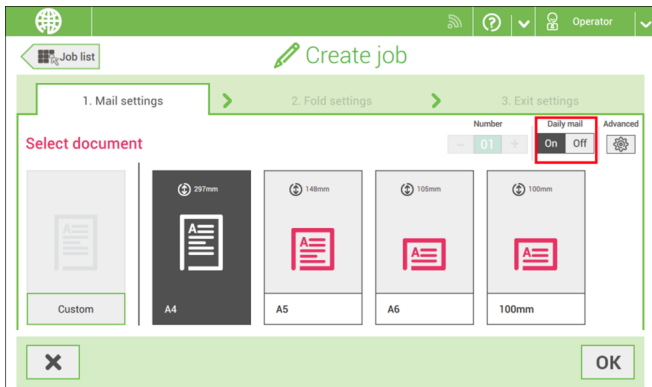 Operator
Job list
Create job
1. Mail settings
2. Fold settings
3. Exit settings
Select document
Number
Daily mail
Advanced
- 01 +
On Off
297mm
148mm
105mm
100mm
Custom
A4
A5
A6
100mm
OK